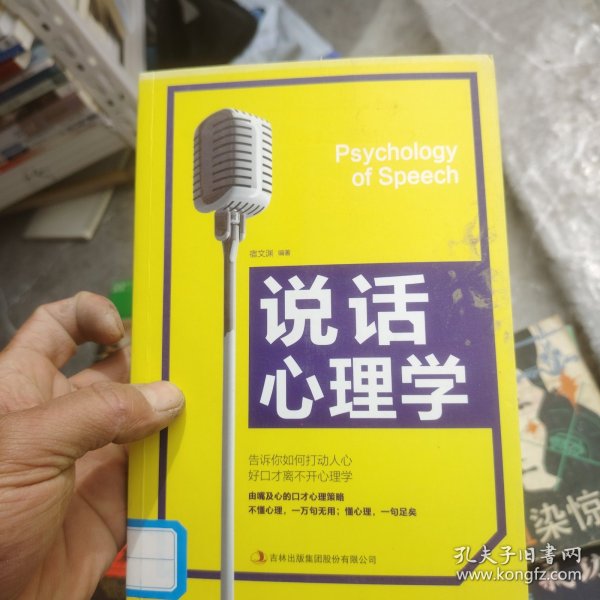 Psychology
of Speech
宿文渊 编著
说话
心理学
告诉你如何打动人心
好口才离不开心理学
由嘴及心的口才心理策略
不懂心理，一万句无用；懂心理，一句足矣
吉林出版集团股份有限公司
染惊
孔夫子旧书网
www.kongfz.com